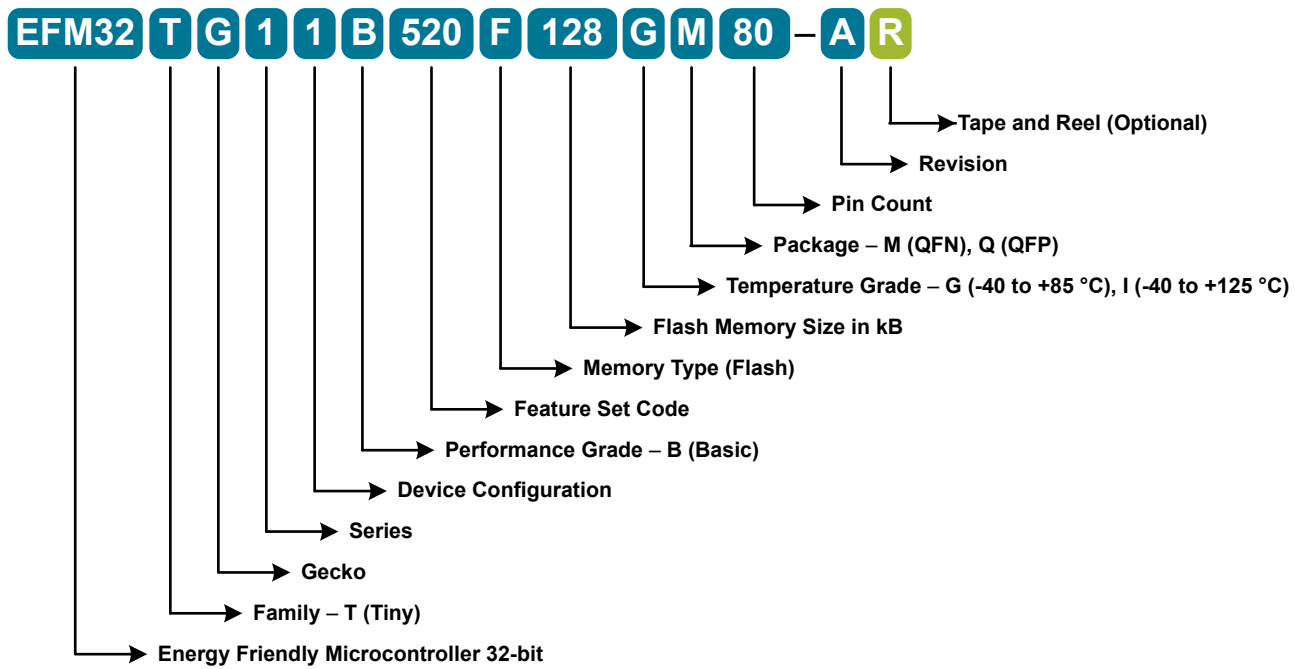 EFM32 T G 1 1 B 520 F 128 G M 80 – A R
Tape and Reel (Optional)
Revision
Pin Count
Package – M (QFN), Q (QFP)
Temperature Grade – G (-40 to +85 °C), I (-40 to +125 °C)
Flash Memory Size in kB
Memory Type (Flash)
Feature Set Code
Performance Grade – B (Basic)
Device Configuration
Series
Gecko
Family – T (Tiny)
Energy Friendly Microcontroller 32-bit